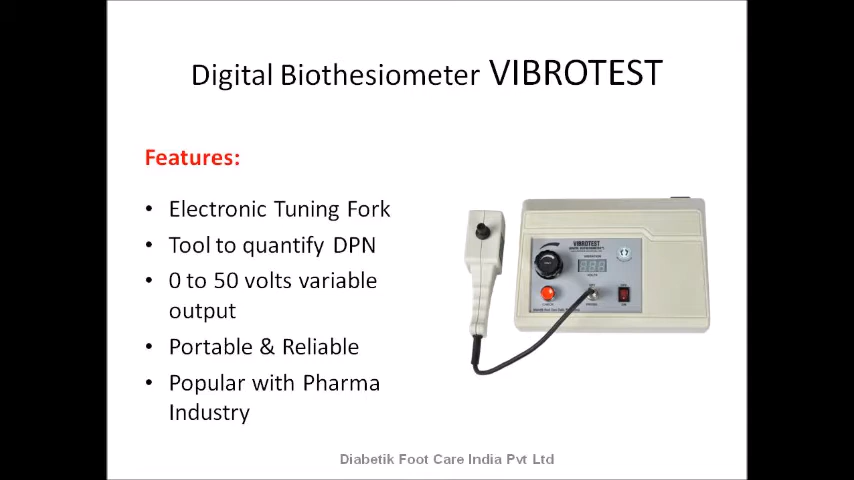 Digital Biothesiometer VIBROTEST
Features:
• Electronic Tuning Fork
• Tool to quantify DPN
• 0 to 50 volts variable
output
• Portable & Reliable
• Popular with Pharma
Industry
VIBROTEST
Diabetik Foot Care India Pvt Ltd